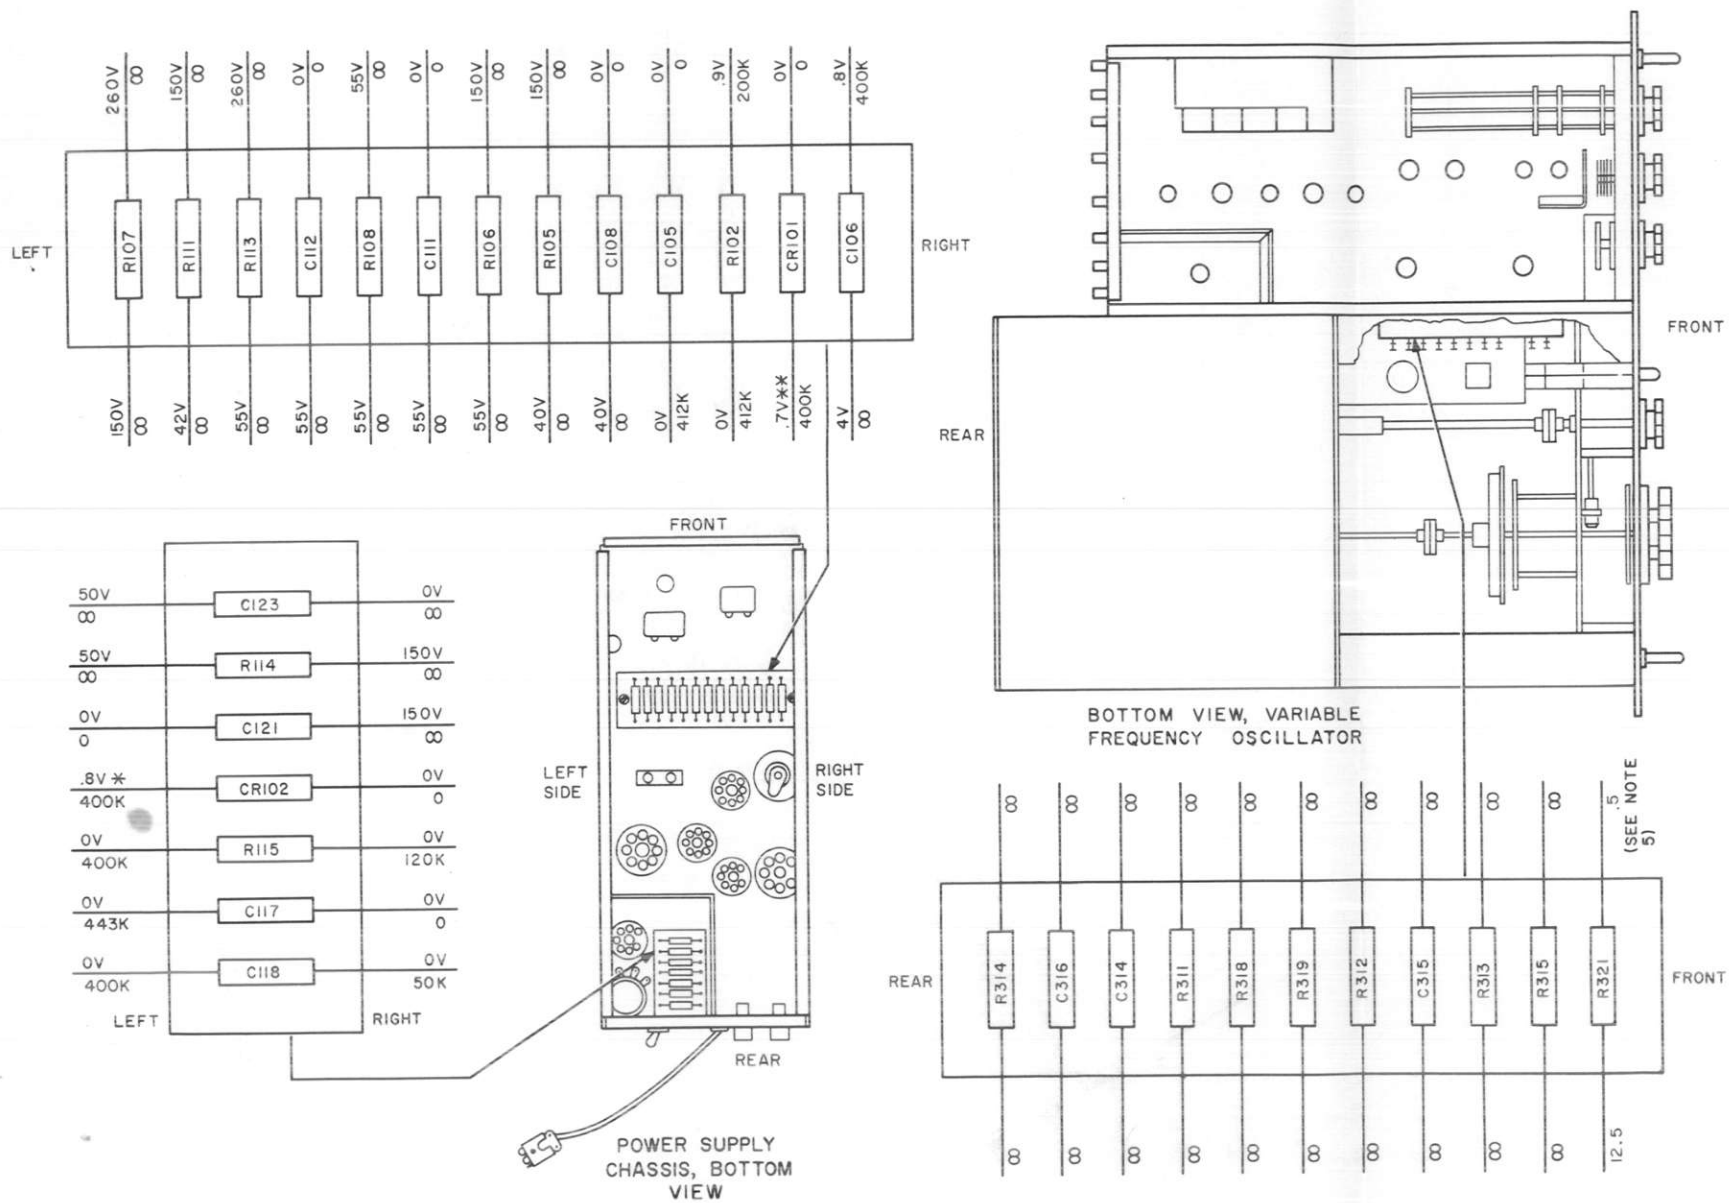 260V ∞
150V ∞
260V ∞
0V 0
55V ∞
0V 0
150V ∞
150V ∞
0V 0
0V 0
.9V 200K
0V 0
.8V 400K
LEFT
R107
R111
R113
C112
R108
C111
R106
R105
C108
C105
R102
CR101
C106
RIGHT
150V ∞
42V ∞
55V ∞
55V ∞
55V ∞
55V ∞
55V ∞
40V ∞
40V ∞
0V 412K
0V 412K
.7V** 400K
4V ∞
FRONT
REAR
BOTTOM VIEW, VARIABLE
FREQUENCY OSCILLATOR
50V
∞
C123
0V
∞
50V
∞
R114
150V
∞
0V
0
C121
150V
∞
.8V *
400K
CR102
0V
0
0V
400K
R115
0V
120K
0V
443K
C117
0V
0
0V
400K
C118
0V
50K
LEFT
RIGHT
FRONT
LEFT
SIDE
RIGHT
SIDE
REAR
POWER SUPPLY
CHASSIS, BOTTOM
VIEW
∞
∞
∞
∞
∞
∞
∞
∞
∞
∞
.5
(SEE NOTE
5)
REAR
R314
C316
C314
R311
R318
R319
R312
C315
R313
R315
R321
FRONT
∞
∞
∞
∞
∞
∞
∞
∞
∞
∞
12.5